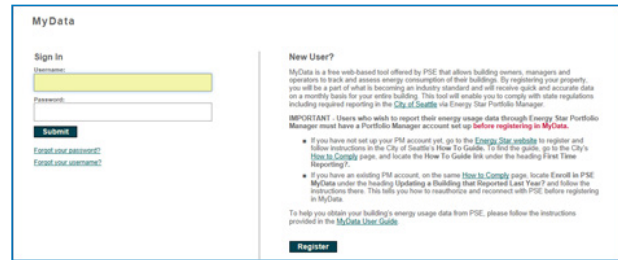 MyData
Sign In
Username:
Password:
Submit
Forgot your password?
Forgot your username?
New User?
MyData is a free web-based tool offered by PSE that allows building owners, managers and
operators to track and assess energy consumption of their buildings. By registering your property,
you will be a part of what is becoming an industry standard and will receive quick and accurate data
on a monthly basis for your entire building. This tool will enable you to comply with state regulations
including required reporting in the City of Seattle via Energy Star Portfolio Manager.
IMPORTANT - Users who wish to report their energy usage data through Energy Star Portfolio
Manager must have a Portfolio Manager account set up before registering in MyData.
If you have not set up your PM account yet, go to the Energy Star website to register and
follow instructions in the City of Seattle's How To Guide. To find the guide, go to the City's
How to Comply page, and locate the How To Guide link under the heading First Time
Reporting?.
If you have an existing PM account, on the same How to Comply page, locate Enroll in PSE
MyData under the heading Updating a Building that Reported Last Year? and follow the
instructions there. This tells you how to reauthorize and reconnect with PSE before registering
in MyData.
To help you obtain your building's energy usage data from PSE, please follow the instructions
provided in the MyData User Guide.
Register